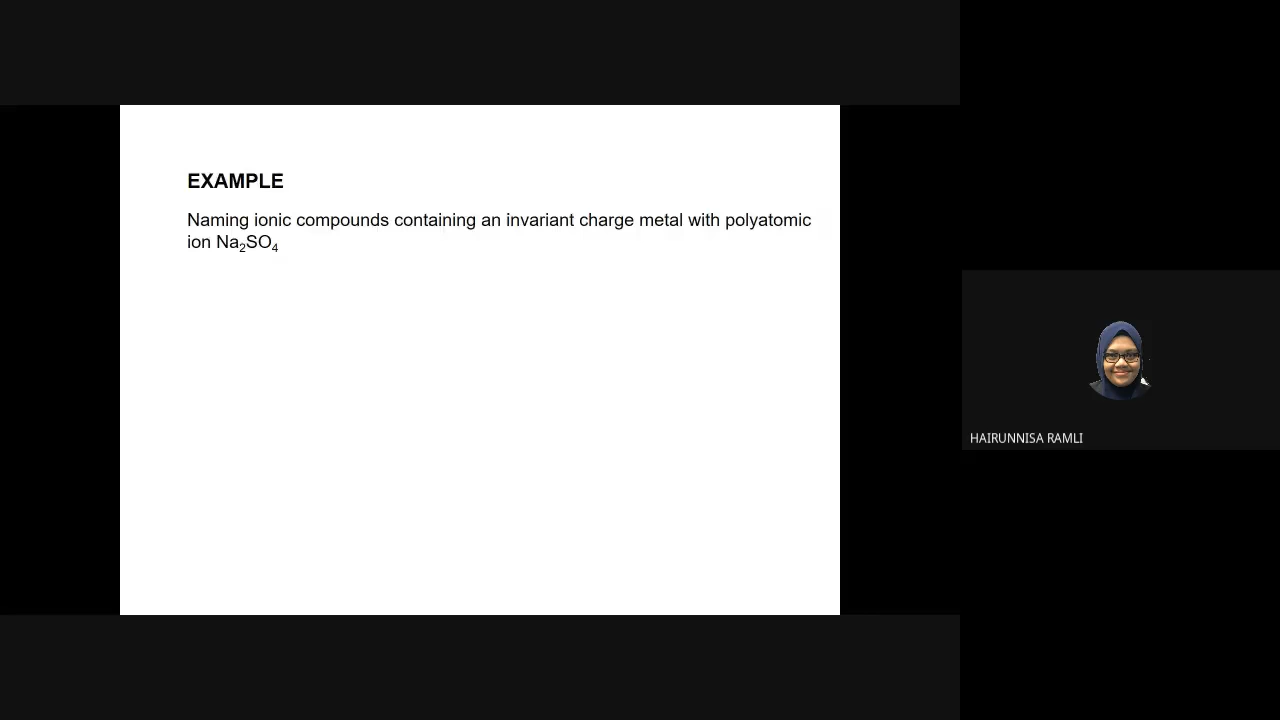 EXAMPLE
Naming ionic compounds containing an invariant charge metal with polyatomic
ion Na₂SO₄
HAIRUNNISA RAMLI